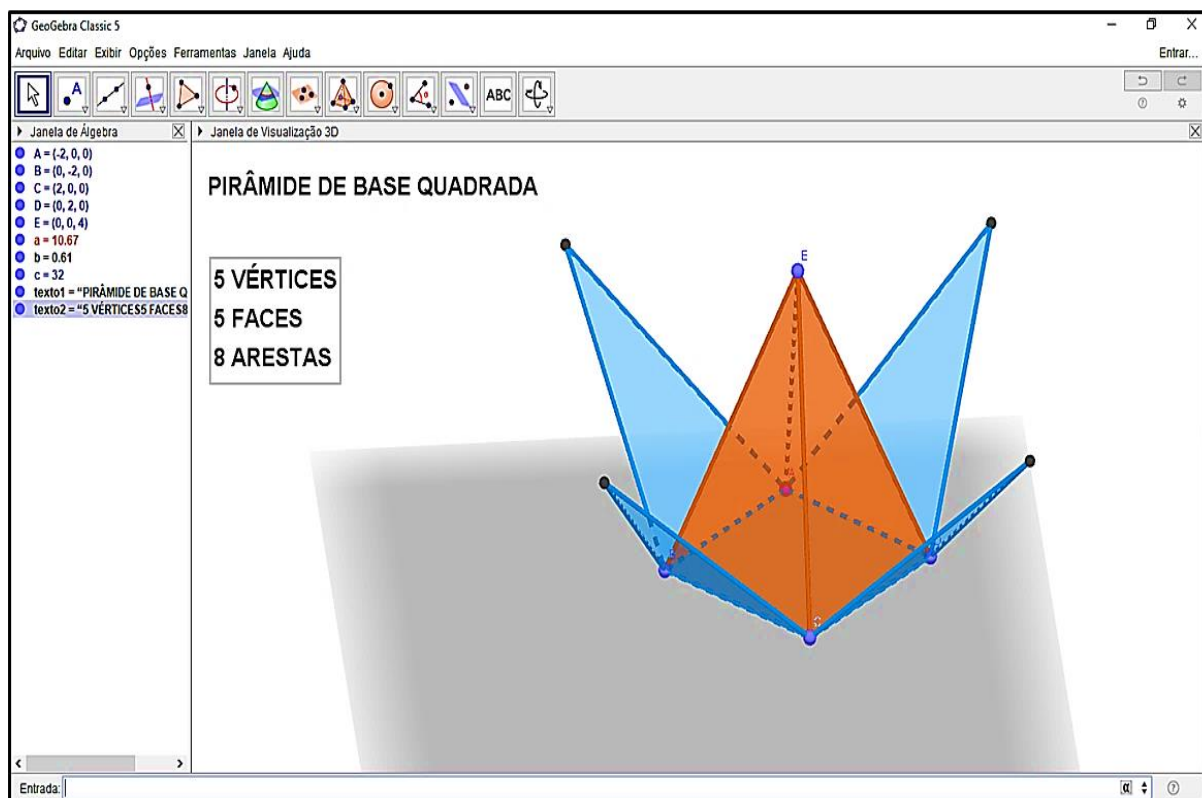 GeoGebra Classic 5
Arquivo Editar Exibir Opções Ferramentas Janela Ajuda
Entrar...
A
ABC
Janela de Álgebra
Janela de Visualização 3D
A = (-2, 0, 0)
B = (0, -2, 0)
C = (2, 0, 0)
D = (0, 2, 0)
E = (0, 0, 4)
a = 10.67
b = 0.61
c = 32
texto1 = "PIRÂMIDE DE BASE Q
texto2 = "5 VÉRTICES5 FACES8
PIRÂMIDE DE BASE QUADRADA
5 VÉRTICES
5 FACES
8 ARESTAS
E
C
Entrada:
α